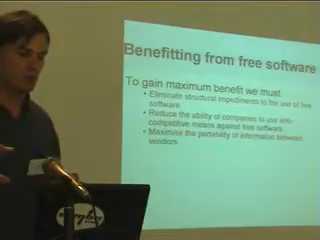 Benefitting from free software
To gain maximum benefit we must
• Eliminate structural impediments to the use of free
software.
• Reduce the ability of companies to use anti-
competitive means against free software.
• Maximise the portability of information between
vendors